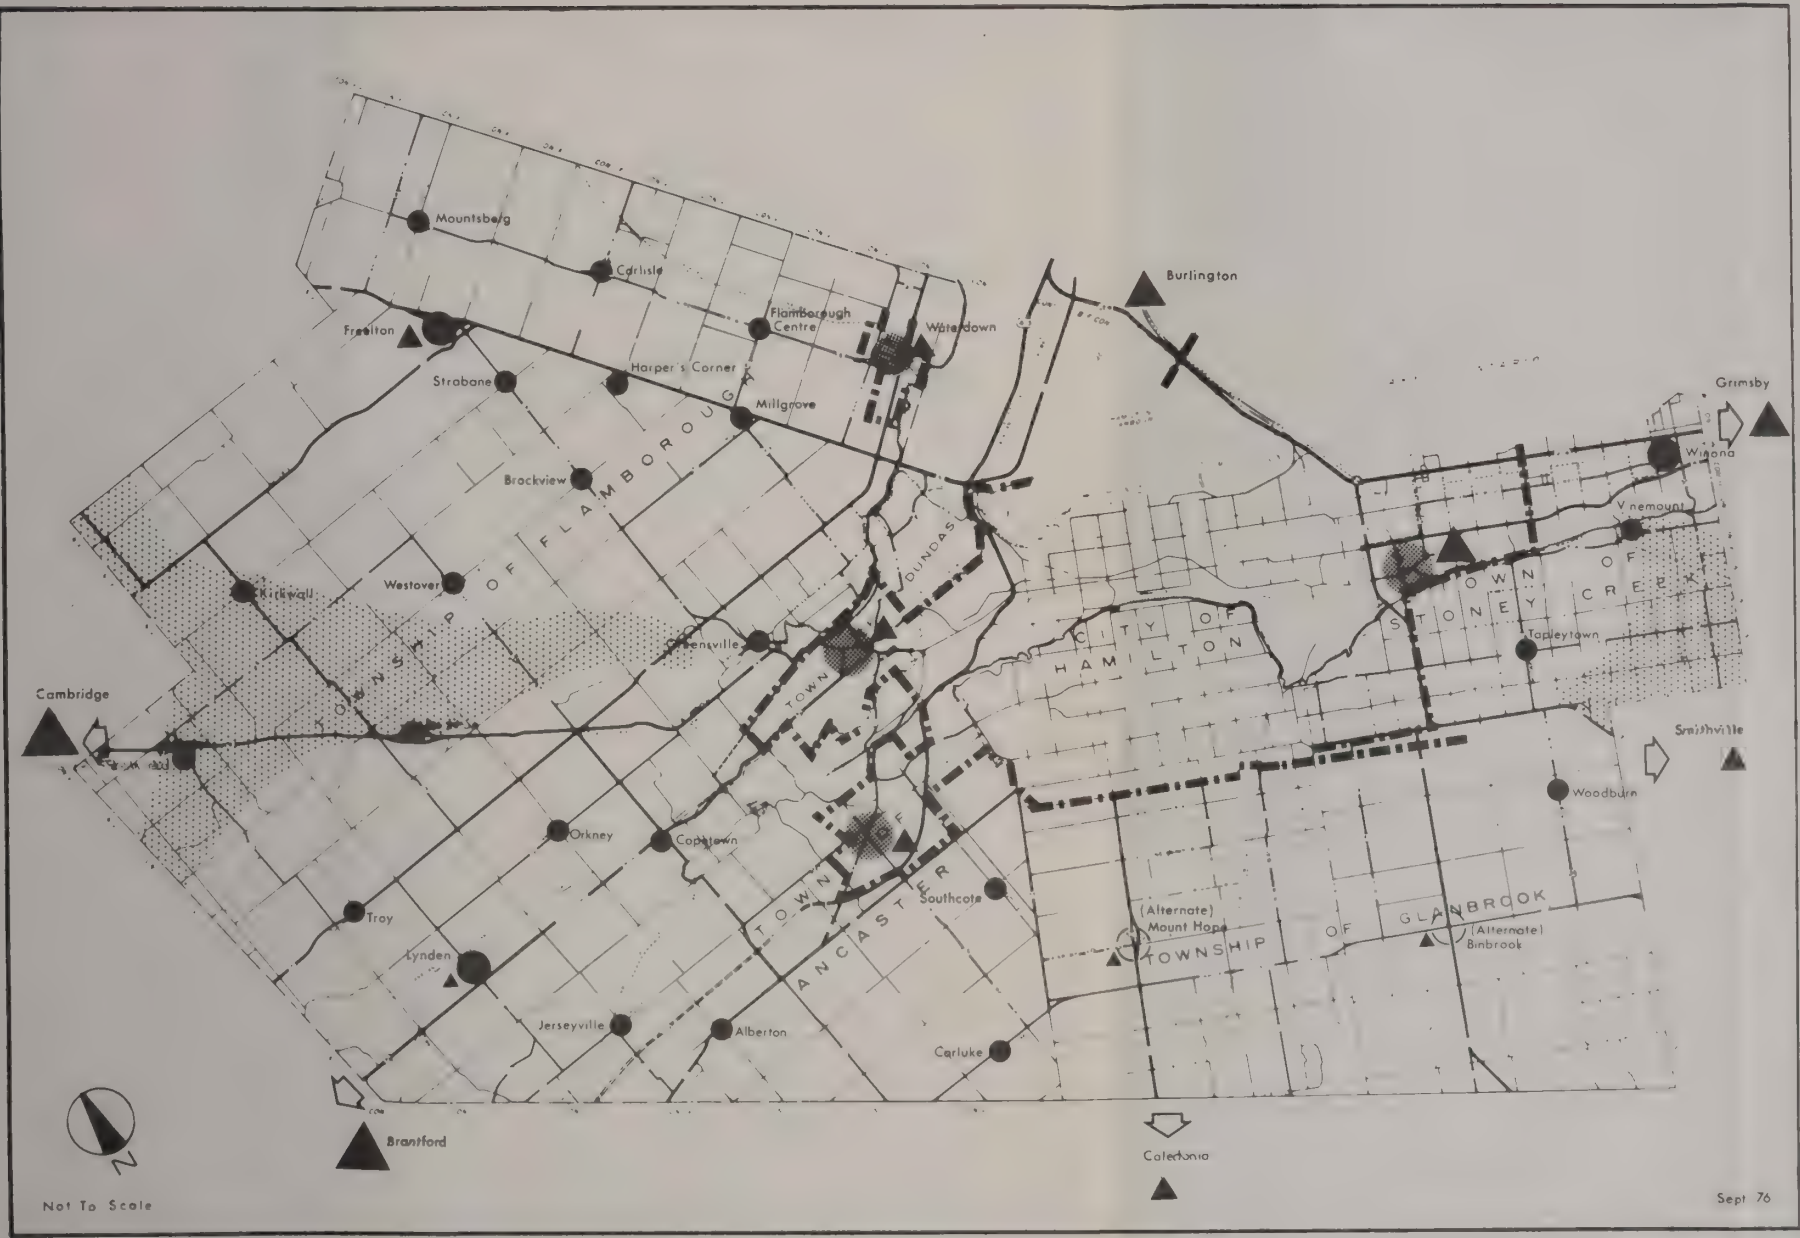 Mountsberg
Carlisle
Burlington
Flamborough
Centre
Freelton
Waterdown
Harper's Corner
Strabane
Grimsby
Millgrove
Winona
Brockview
Vinemount
DUNDAS
Westover
Kirkwall
TOWNSHIP OF FLAMBOROUGH
TOWN OF
STONEY CREEK
CITY OF
HAMILTON
Greensville
Tapleytown
TOWN
Cambridge
Smithville
Woodburn
Orkney
Copetown
TOWN OF
ANCASTER
Southcote
Troy
(Alternate)
Mount Hope
TOWNSHIP OF GLANBROOK
(Alternate)
Binbrook
Lynden
Jerseyville
Alberton
Carluke
Brantford
N
Caledonia
Not To Scale
Sept 76